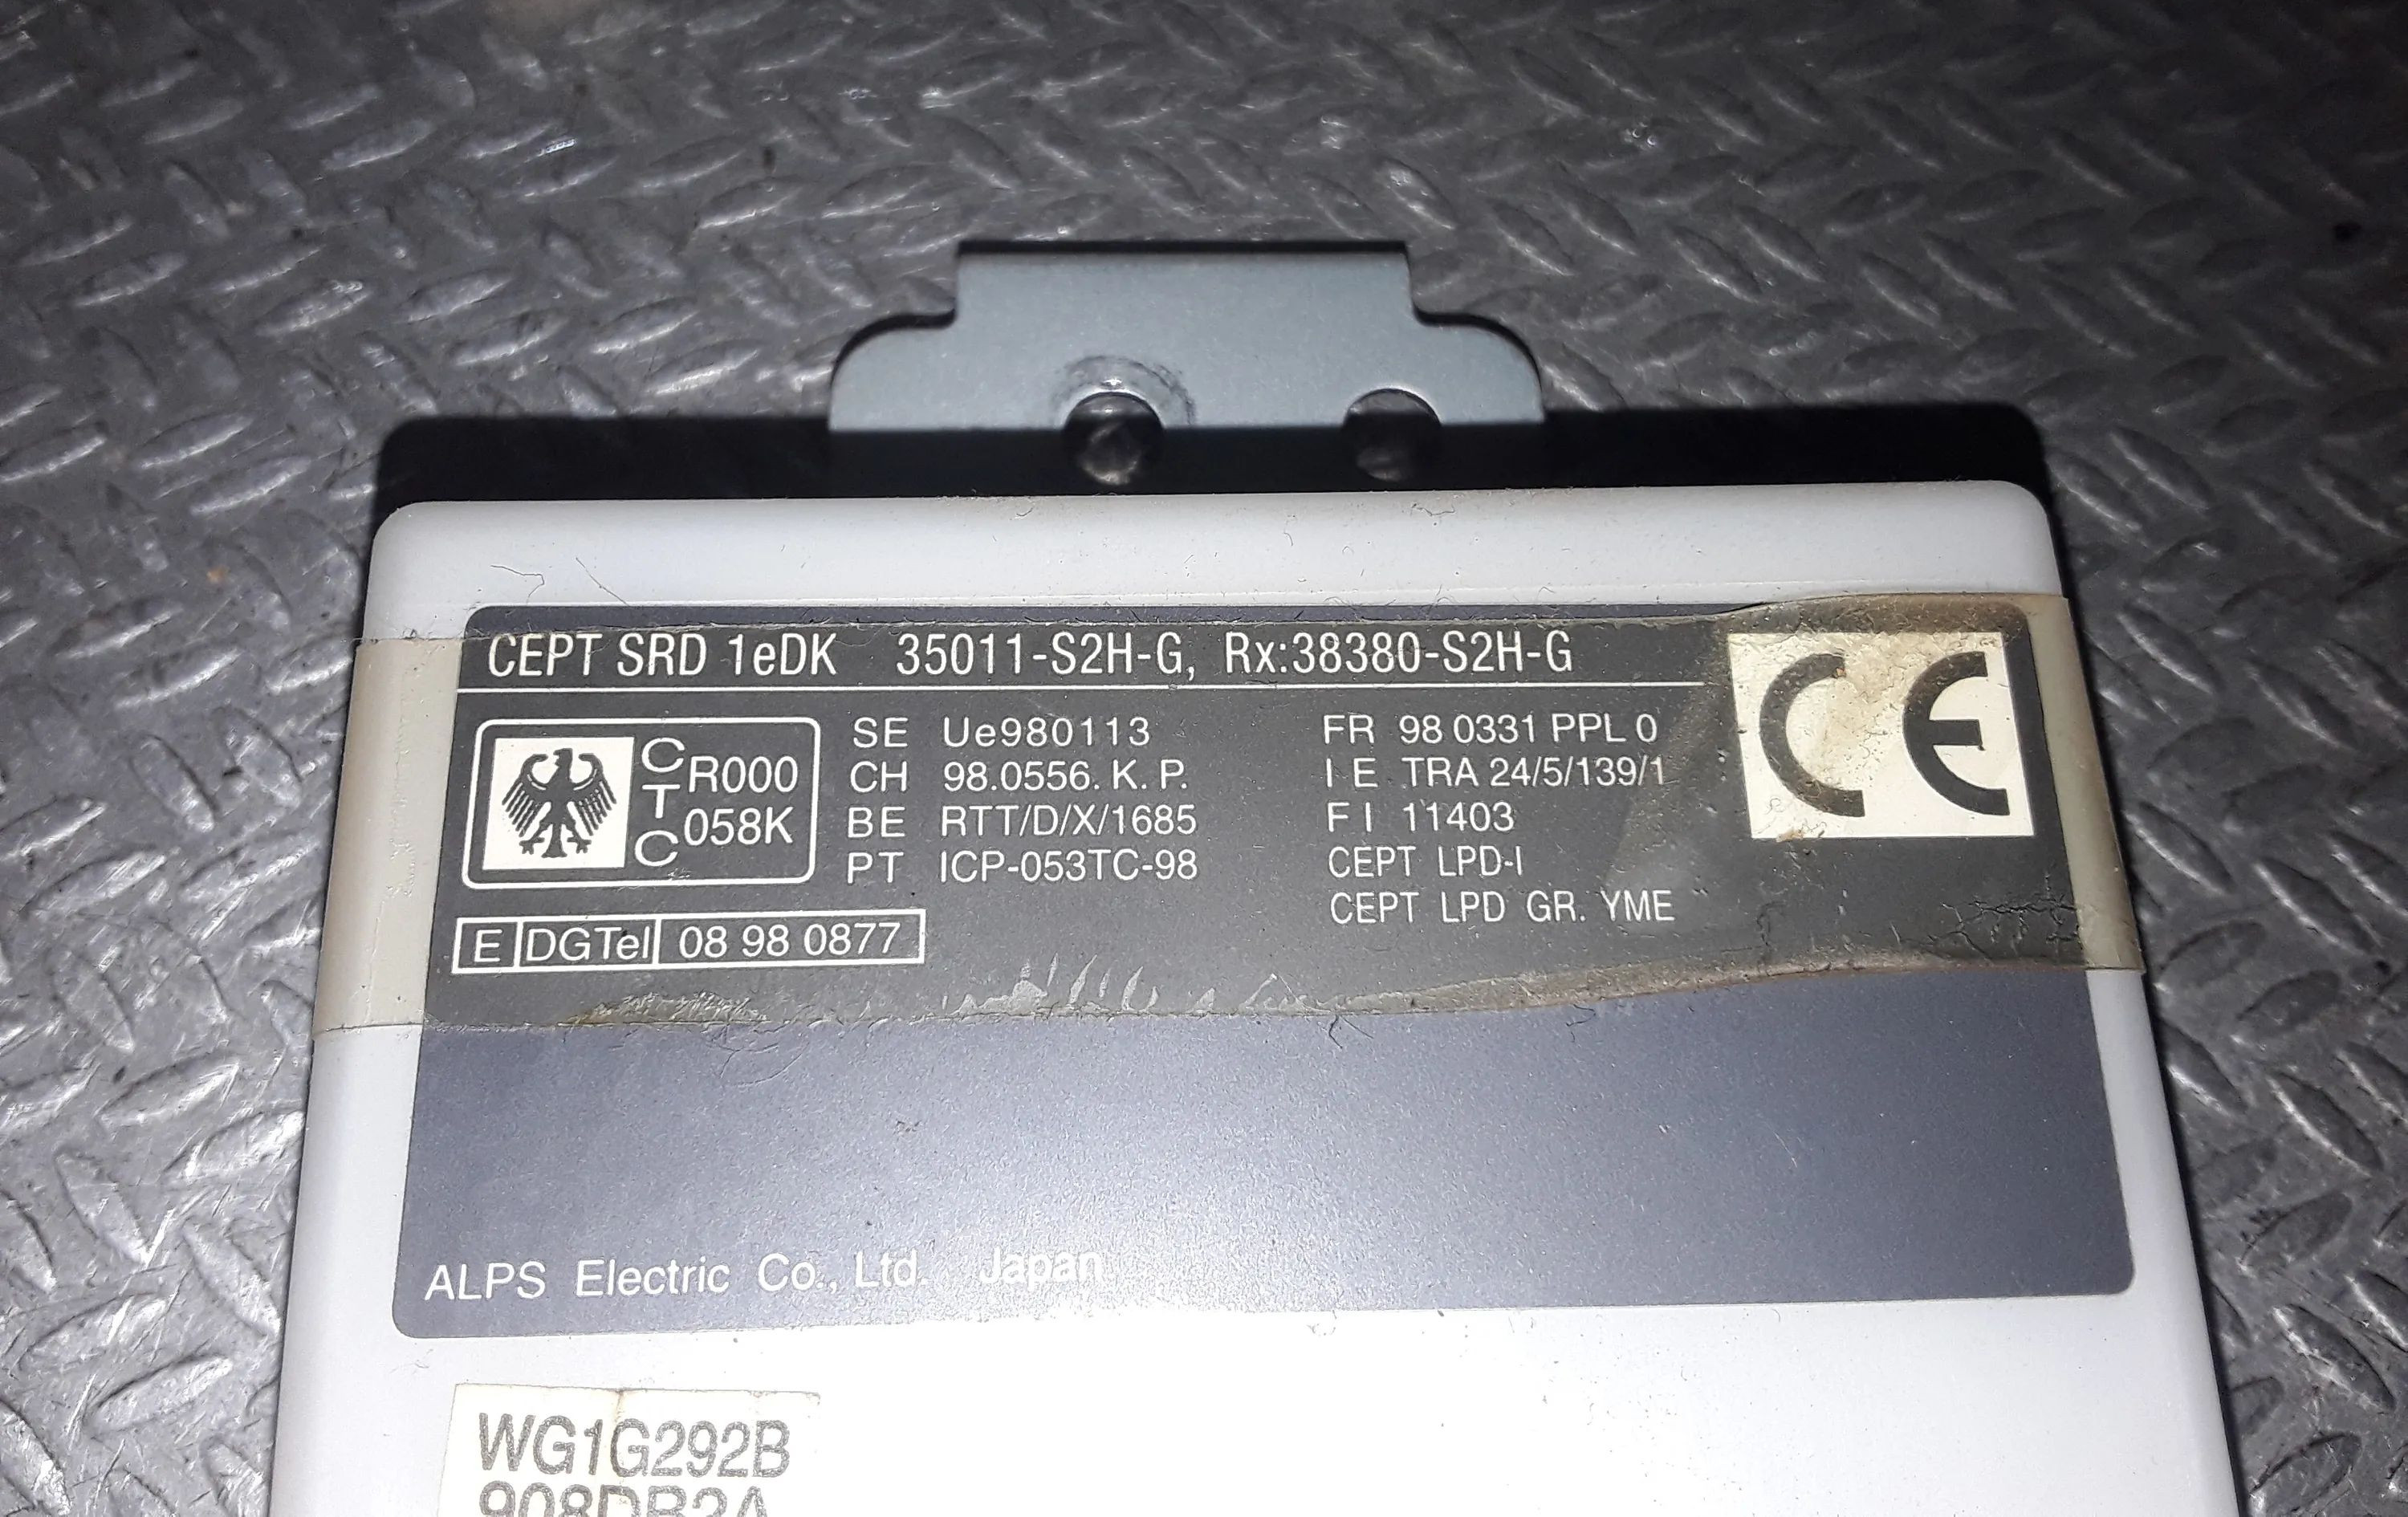 CEPT SRD 1eDK 35011-S2H-G, Rx:38380-S2H-G
CTC R000 058K
SE Ue980113
CH 98.0556. K. P.
BE RTT/D/X/1685
PT ICP-053TC-98
FR 98 0331 PPL 0
I E TRA 24/5/139/1
F I 11403
CEPT LPD-I
CEPT LPD GR. YME
CE
E DGTel 08 98 0877
ALPS Electric Co., Ltd. Japan
WG1G292B